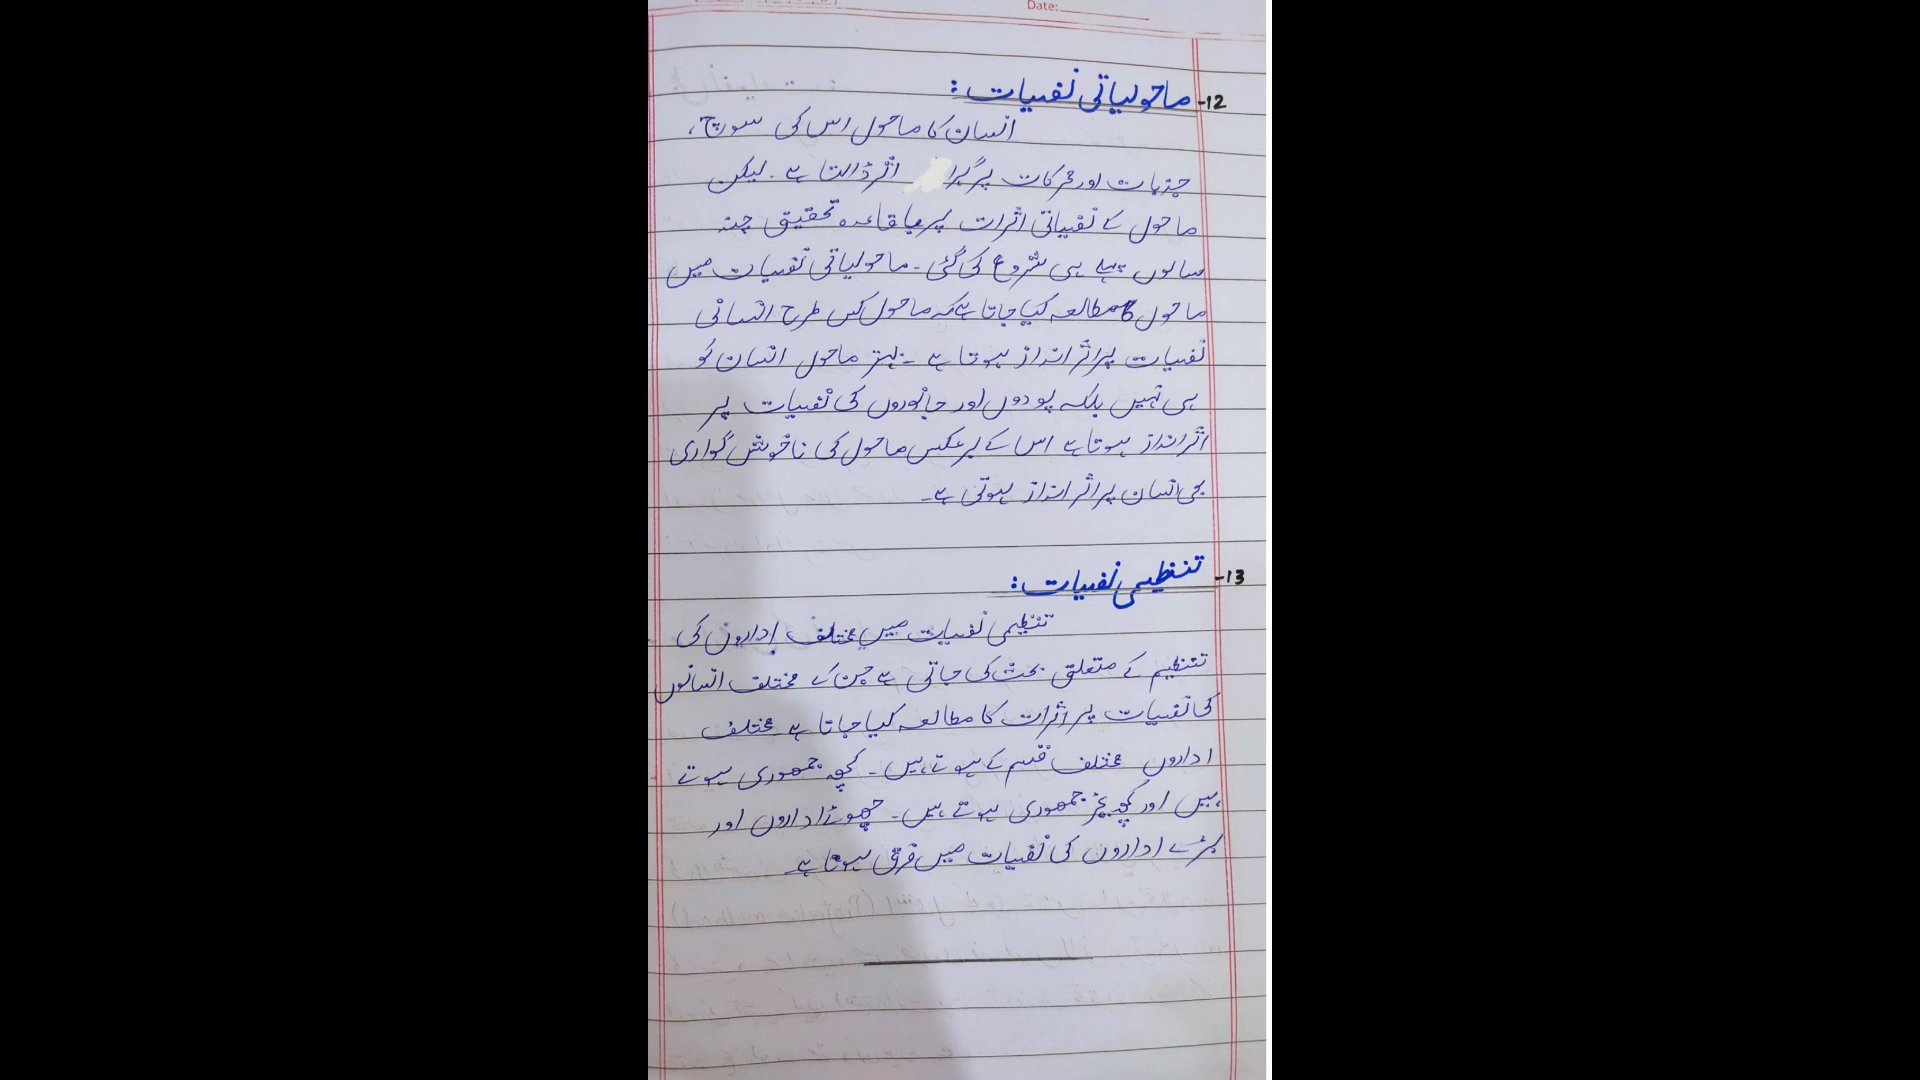 Date:
12- ماحولیاتی نفسیات :
انسان کا ماحول اس کی سوچ،
جذبات اور محرکات پر گہرا اثر ڈالتا ہے۔ لیکن
ماحول کے نفسیاتی اثرات پر باقاعدہ تحقیق چند
سالوں پہلے ہی شروع کی گئی۔ ماحولیاتی نفسیات میں
ماحول کا مطالعہ کیا جاتا ہے کہ ماحول کس طرح انسانی
نفسیات پر اثر انداز ہوتا ہے ۔ بہتر ماحول انسان کو
ہی نہیں بلکہ پودوں اور جانوروں کی نفسیات پر
اثر انداز ہوتا ہے اس کے برعکس ماحول کی ناخوش گواری
بھی انسان پر اثر انداز ہوتی ہے۔
13- تنظیمی نفسیات :
تنظیمی نفسیات میں مختلف اداروں کی
تنظیم کے متعلق بحث کی جاتی ہے جن کے مختلف انسانوں
کی نفسیات پر اثرات کا مطالعہ کیا جاتا ہے مختلف
اداروں مختلف قسم کے ہوتے ہیں۔ کچھ جمہوری ہوتے
ہیں اور کچھ غیر جمہوری ہوتے ہیں۔ چھوٹے اداروں اور
بڑے اداروں کی نفسیات میں فرق ہوتا ہے